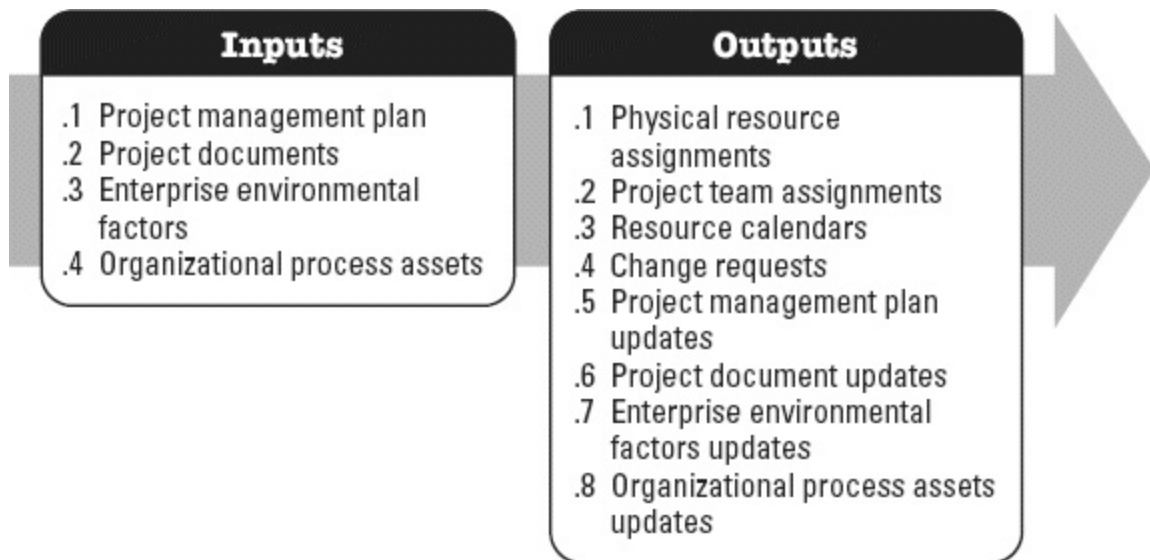 Inputs
.1 Project management plan
.2 Project documents
.3 Enterprise environmental
factors
.4 Organizational process assets
Outputs
.1 Physical resource
assignments
.2 Project team assignments
.3 Resource calendars
.4 Change requests
.5 Project management plan
updates
.6 Project document updates
.7 Enterprise environmental
factors updates
.8 Organizational process assets
updates